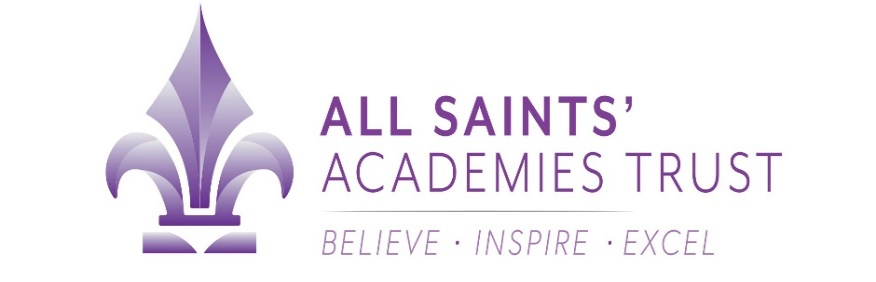 ALL SAINTS’
ACADEMIES TRUST
BELIEVE · INSPIRE · EXCEL